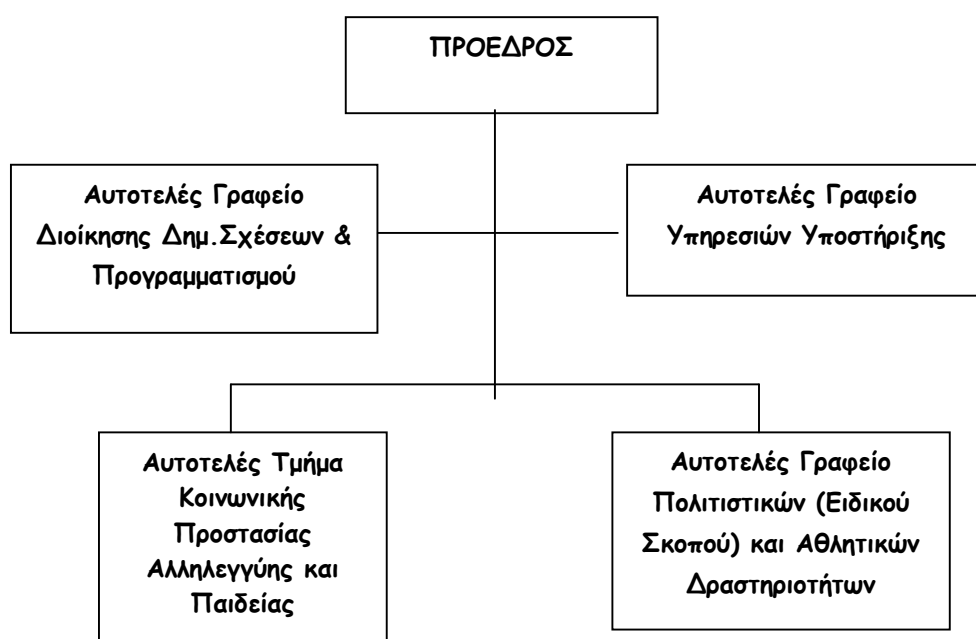 ΠΡΟΕΔΡΟΣ
Αυτοτελές Γραφείο
Διοίκησης Δημ.Σχέσεων &
Προγραμματισμού
Αυτοτελές Γραφείο
Υπηρεσιών Υποστήριξης
Αυτοτελές Τμήμα
Κοινωνικής
Προστασίας
Αλληλεγγύης και
Παιδείας
Αυτοτελές Γραφείο
Πολιτιστικών (Ειδικού
Σκοπού) και Αθλητικών
Δραστηριοτήτων